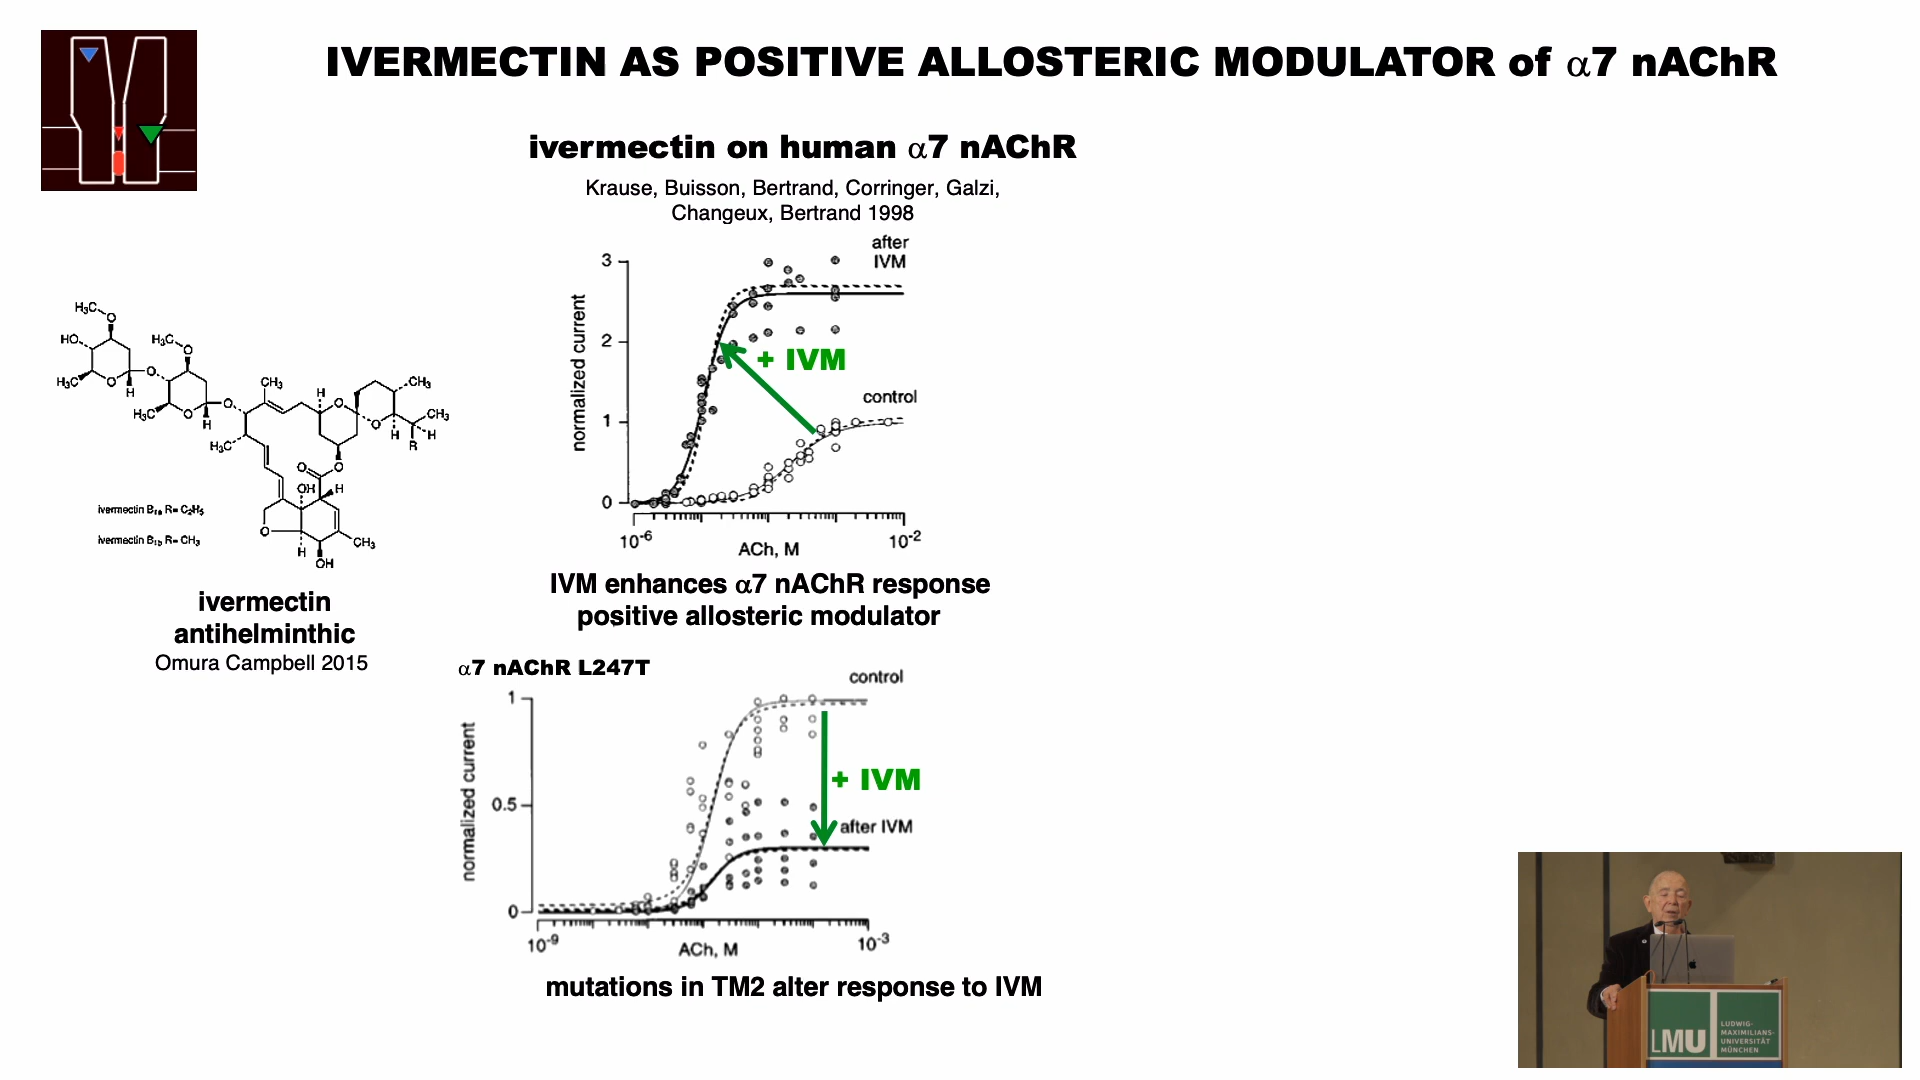 IVERMECTIN AS POSITIVE ALLOSTERIC MODULATOR of α7 nAChR
ivermectin on human α7 nAChR
Krause, Buisson, Bertrand, Corringer, Galzi,
Changeux, Bertrand 1998
after
IVM
3
2
1
0
normalized current
+ IVM
control
10⁻⁶
10⁻²
ACh, M
IVM enhances α7 nAChR response
positive allosteric modulator
H₃C
O
HO
H₃C
O
H₃C
O
O
H
H₃C
O
H
O
CH₃
H₃C
H
O
O
CH₃
CH₃
H
H
R
O
O
OH
H
O
H
CH₃
OH
ivermectin B₁ₐ R= C₂H₅
ivermectin B₁b R= CH₃
ivermectin
antihelminthic
Omura Campbell 2015
α7 nAChR L247T
control
1
0.5
0
normalized current
+ IVM
after IVM
10⁻⁹
10⁻³
ACh, M
mutations in TM2 alter response to IVM
LMU
LUDWIG-
MAXIMILIANS-
UNIVERSITÄT
MÜNCHEN